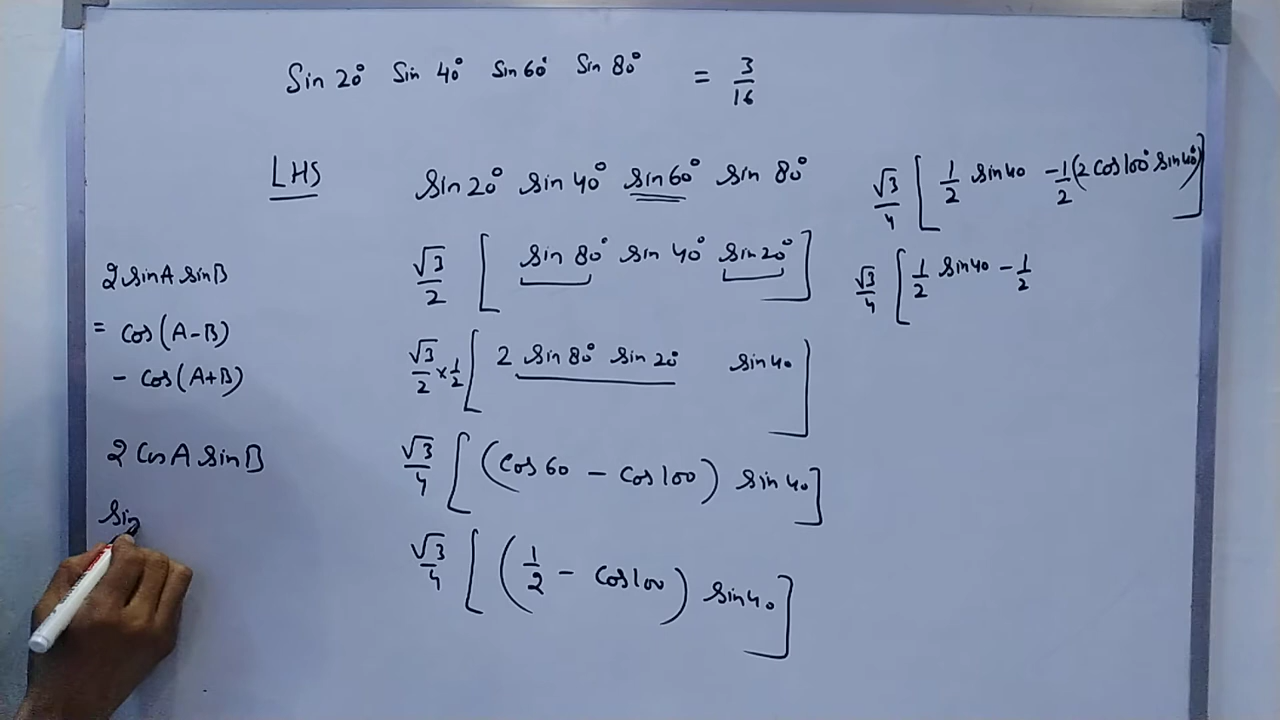 Sin 20° Sin 40° Sin 60° Sin 80° = 3/16
LHS
Sin 20° sin 40° sin 60° sin 80°
√3/2 [ sin 80° sin 40° sin 20° ]
√3/2 × 1/2 [ 2 sin 80° sin 20° sin 40 ]
√3/4 [ (Cos 60 - Cos 100) sin 40 ]
√3/4 [ (1/2 - Cos 100) sin 40 ]
2 sinA sinB
= Cos (A-B)
- Cos (A+B)
2 CosA sinB
Sin
√3/4 [ 1/2 sin 40 - 1/2 (2 Cos 100° sin 40°) ]
√3/4 [ 1/2 sin 40 - 1/2